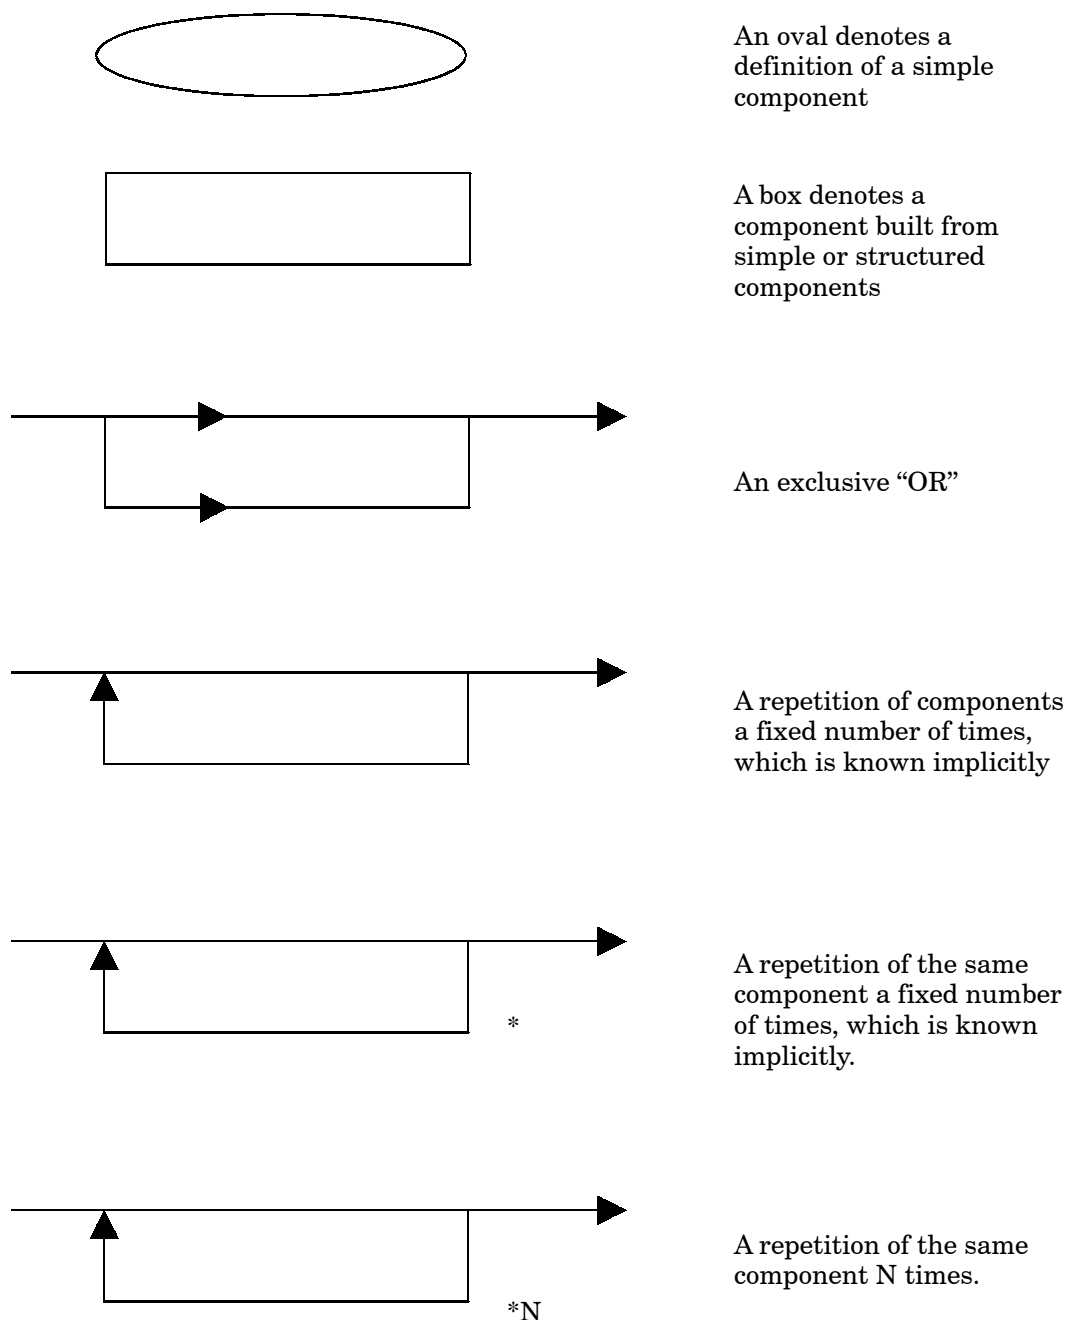 An oval denotes a
definition of a simple
component
A box denotes a
component built from
simple or structured
components
An exclusive “OR”
A repetition of components
a fixed number of times,
which is known implicitly
A repetition of the same
component a fixed number
of times, which is known
implicitly.
*
A repetition of the same
component N times.
*N